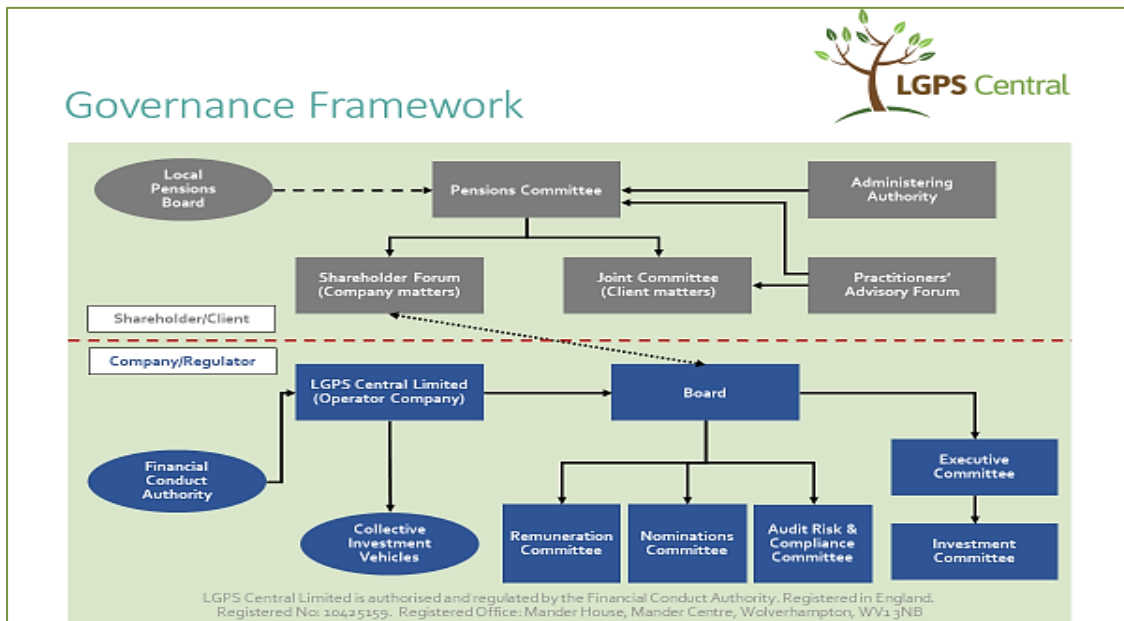 LGPS Central
Governance Framework
Local
Pensions
Board
Pensions Committee
Administering
Authority
Shareholder Forum
(Company matters)
Joint Committee
(Client matters)
Practitioners'
Advisory Forum
Shareholder/Client
Company/Regulator
LGPS Central Limited
(Operator Company)
Board
Financial
Conduct
Authority
Executive
Committee
Collective
Investment
Vehicles
Remuneration
Committee
Nominations
Committee
Audit Risk &
Compliance
Committee
Investment
Committee
LGPS Central Limited is authorised and regulated by the Financial Conduct Authority. Registered in England.
Registered No: 10425159. Registered Office: Mander House, Mander Centre, Wolverhampton, WV1 3NB